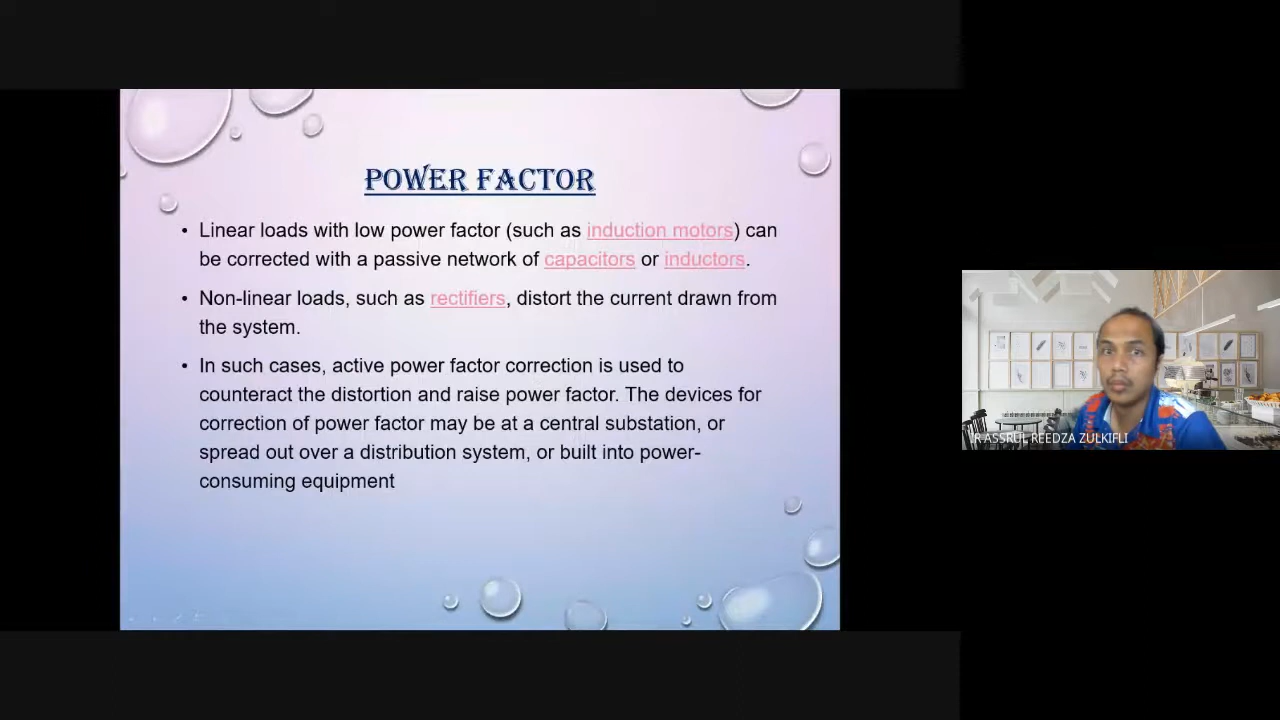 POWER FACTOR
• Linear loads with low power factor (such as induction motors) can
be corrected with a passive network of capacitors or inductors.
• Non-linear loads, such as rectifiers, distort the current drawn from
the system.
• In such cases, active power factor correction is used to
counteract the distortion and raise power factor. The devices for
correction of power factor may be at a central substation, or
spread out over a distribution system, or built into power-
consuming equipment
ASSRUL REEDZA ZULKIFLI